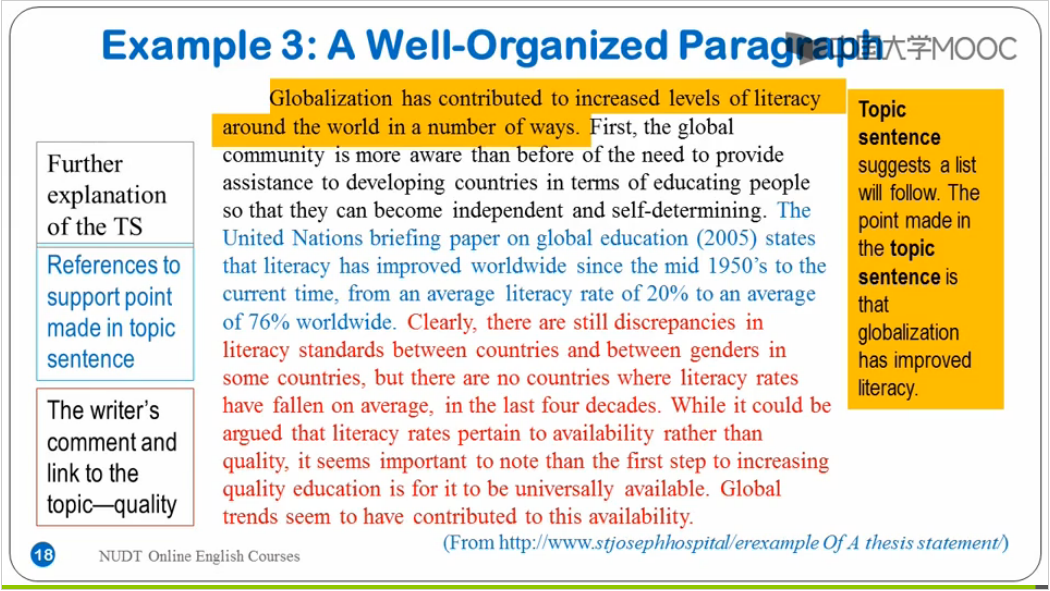 Example 3: A Well-Organized Paragraph
中国大学MOOC
Globalization has contributed to increased levels of literacy
around the world in a number of ways. First, the global
community is more aware than before of the need to provide
assistance to developing countries in terms of educating people
so that they can become independent and self-determining. The
United Nations briefing paper on global education (2005) states
that literacy has improved worldwide since the mid 1950's to the
current time, from an average literacy rate of 20% to an average
of 76% worldwide. Clearly, there are still discrepancies in
literacy standards between countries and between genders in
some countries, but there are no countries where literacy rates
have fallen on average, in the last four decades. While it could be
argued that literacy rates pertain to availability rather than
quality, it seems important to note than the first step to increasing
quality education is for it to be universally available. Global
trends seem to have contributed to this availability.
Further
explanation
of the TS
References to
support point
made in topic
sentence
The writer's
comment and
link to the
topic—quality
Topic
sentence
suggests a list
will follow. The
point made in
the topic
sentence is
that
globalization
has improved
literacy.
(From http://www.stjosephhospital/erexample Of A thesis statement/)
18
NUDT Online English Courses